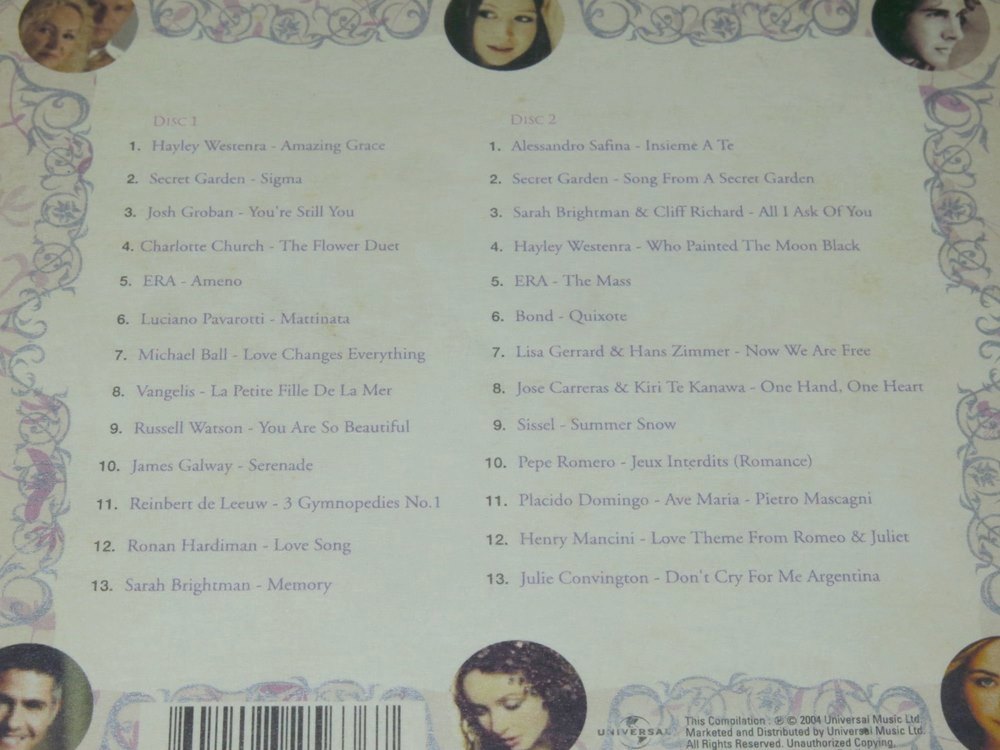 Disc 1
1. Hayley Westenra - Amazing Grace
2. Secret Garden - Sigma
3. Josh Groban - You're Still You
4. Charlotte Church - The Flower Duet
5. ERA - Ameno
6. Luciano Pavarotti - Mattinata
7. Michael Ball - Love Changes Everything
8. Vangelis - La Petite Fille De La Mer
9. Russell Watson - You Are So Beautiful
10. James Galway - Serenade
11. Reinbert de Leeuw - 3 Gymnopedies No.1
12. Ronan Hardiman - Love Song
13. Sarah Brightman - Memory
Disc 2
1. Alessandro Safina - Insieme A Te
2. Secret Garden - Song From A Secret Garden
3. Sarah Brightman & Cliff Richard - All I Ask Of You
4. Hayley Westenra - Who Painted The Moon Black
5. ERA - The Mass
6. Bond - Quixote
7. Lisa Gerrard & Hans Zimmer - Now We Are Free
8. Jose Carreras & Kiri Te Kanawa - One Hand, One Heart
9. Sissel - Summer Snow
10. Pepe Romero - Jeux Interdits (Romance)
11. Placido Domingo - Ave Maria - Pietro Mascagni
12. Henry Mancini - Love Theme From Romeo & Juliet
13. Julie Convington - Don't Cry For Me Argentina
UNIVERSAL
This Compilation : ℗ © 2004 Universal Music Ltd.
Marketed and Distributed by Universal Music Ltd.
All Rights Reserved. Unauthorized Copying,